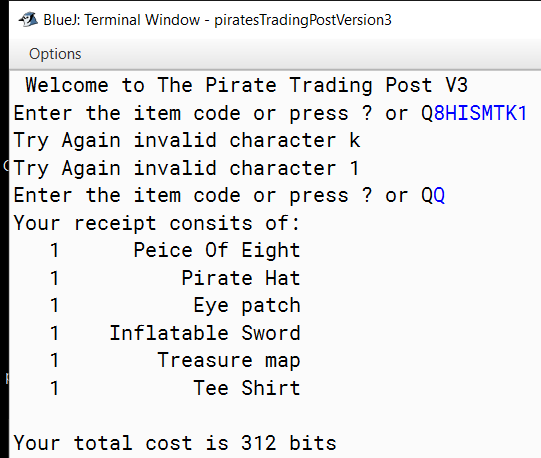 BlueJ: Terminal Window - piratesTradingPostVersion3
Options
Welcome to The Pirate Trading Post V3
Enter the item code or press ? or Q8HISMTK1
Try Again invalid character k
Try Again invalid character 1
Enter the item code or press ? or QQ
Your receipt consits of:
1 Peice Of Eight
1 Pirate Hat
1 Eye patch
1 Inflatable Sword
1 Treasure map
1 Tee Shirt
Your total cost is 312 bits